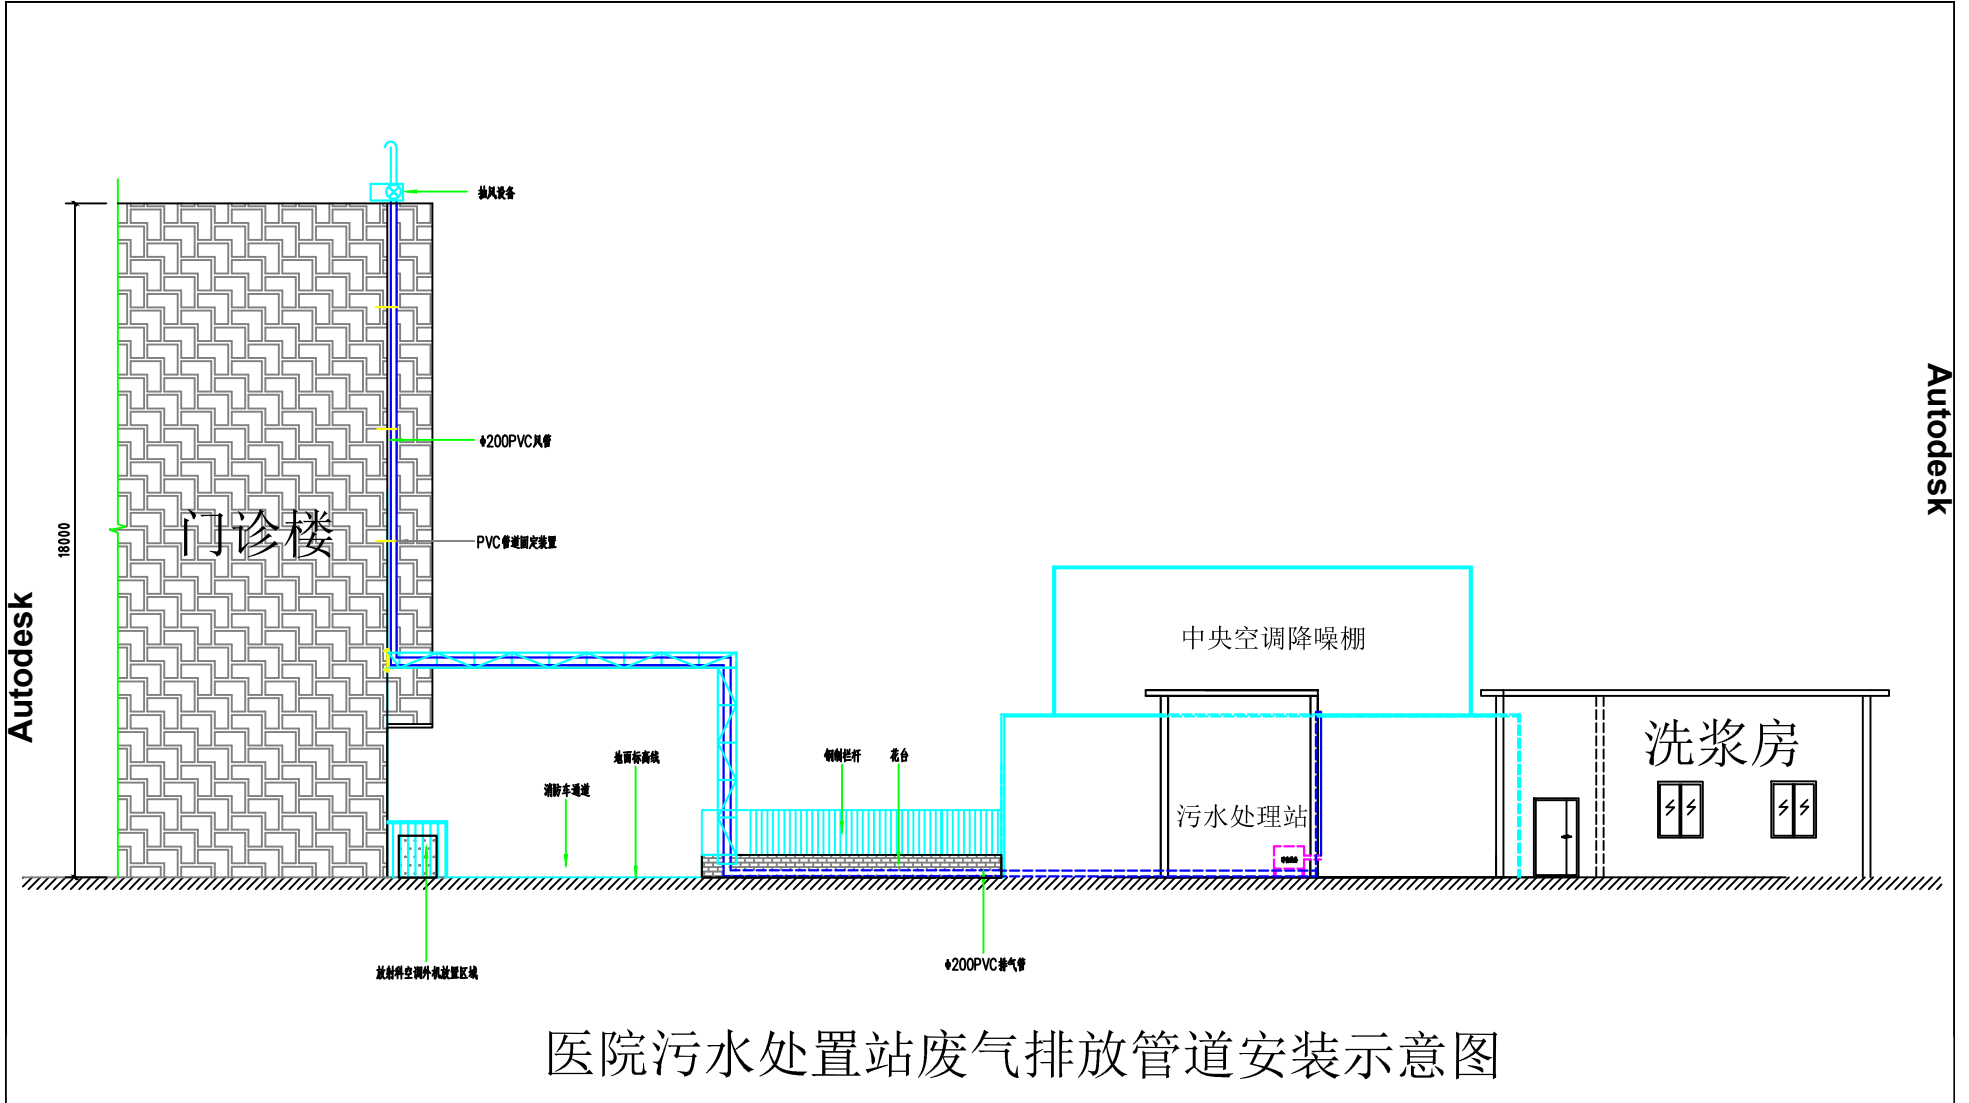 抽风设备
Φ200PVC风管
门诊楼
18000
PVC管道固定装置
Autodesk
Autodesk
中央空调降噪棚
洗浆房
地面标高线
钢制栏杆
花台
消防车通道
污水处理站
放射科空调外机放置区域
Φ200PVC排气管
医院污水处置站废气排放管道安装示意图